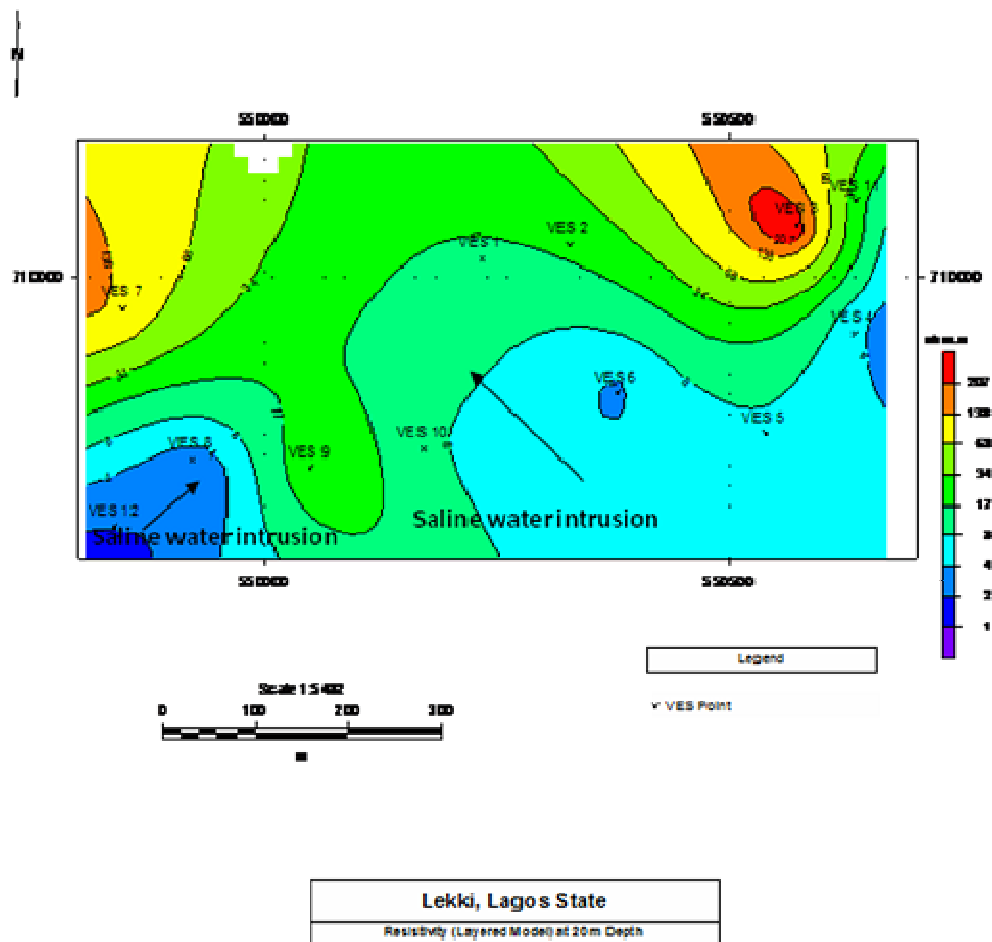 N
550000 550500
VES 11
VES 3
VES 2
VES 1
710000 710000
VES 7
VES 4
ohm.m
207
138
63
34
17
8
4
2
1
VES 6
VES 5
VES 10
VES 8
VES 9
VES 12
Saline water intrusion
Saline water intrusion
550000 550500
Legend
VES Point
0 100 200 300
Lekki, Lagos State
Resistivity (Layered Model) at 20m Depth